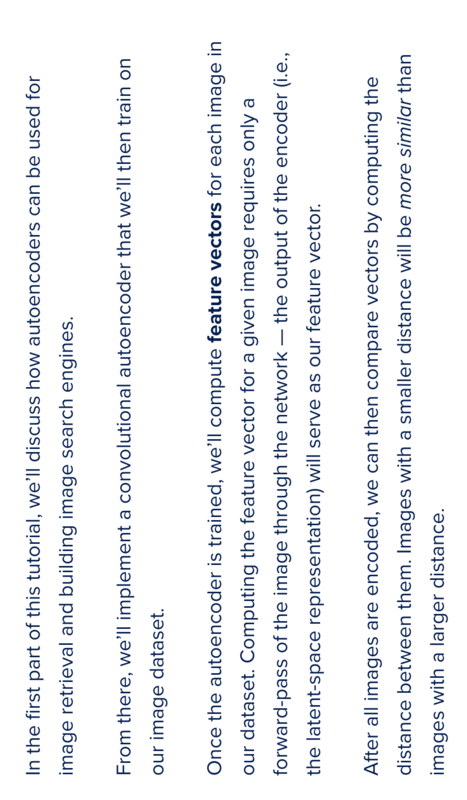 In the first part of this tutorial, we'll discuss how autoencoders can be used for
image retrieval and building image search engines.
From there, we'll implement a convolutional autoencoder that we'll then train on
our image dataset.
Once the autoencoder is trained, we'll compute feature vectors for each image in
our dataset. Computing the feature vector for a given image requires only a
forward-pass of the image through the network — the output of the encoder (i.e.,
the latent-space representation) will serve as our feature vector.
After all images are encoded, we can then compare vectors by computing the
distance between them. Images with a smaller distance will be more similar than
images with a larger distance.